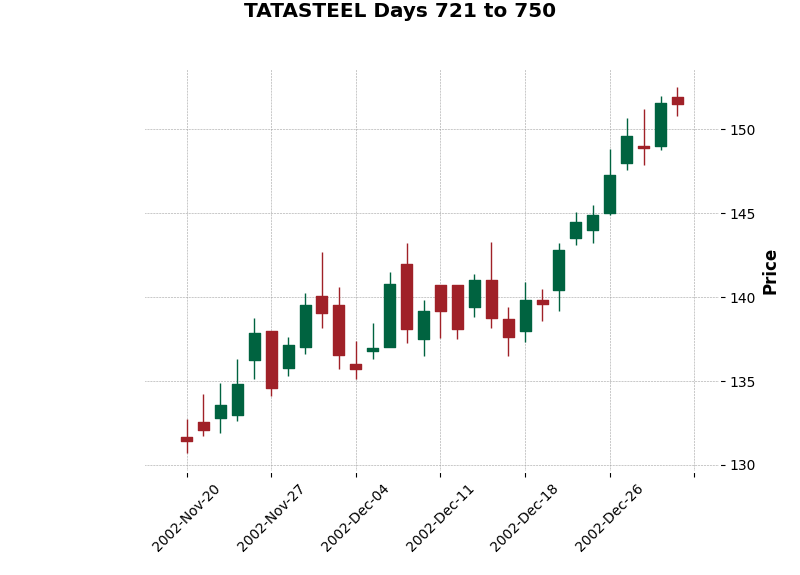 TATASTEEL Days 721 to 750
150
145
140
135
130
Price
2002-Nov-20
2002-Nov-27
2002-Dec-04
2002-Dec-11
2002-Dec-18
2002-Dec-26